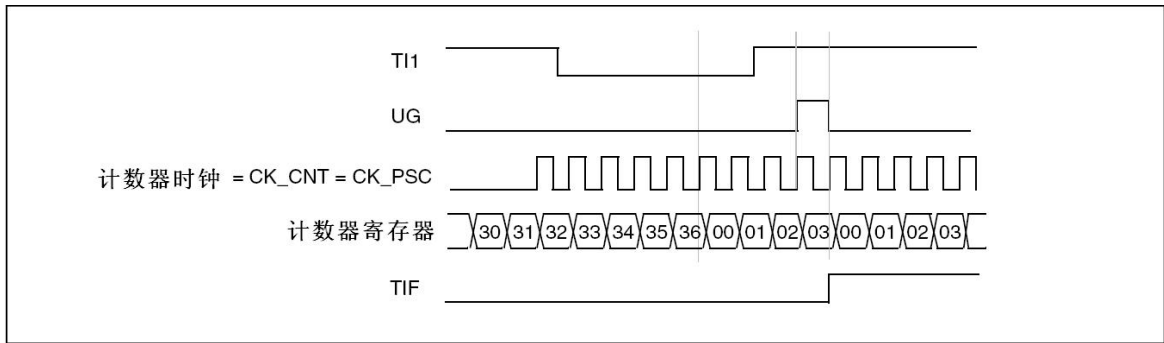 TI1
UG
计数器时钟 = CK_CNT = CK_PSC
计数器寄存器 30 31 32 33 34 35 36 00 01 02 03 00 01 02 03
TIF